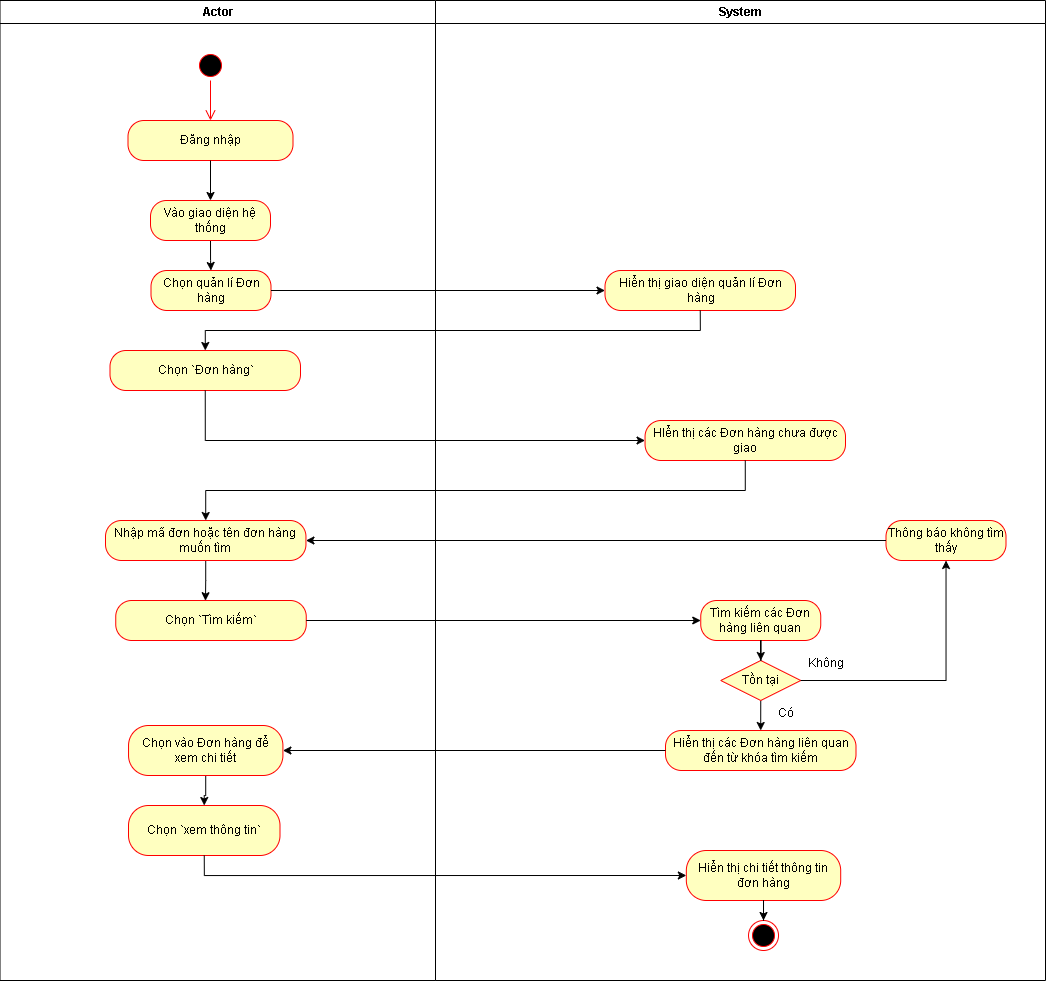 Actor
System
Đăng nhập
Vào giao diện hệ
thống
Chọn quản lí Đơn
hàng
Hiển thị giao diện quản lí Đơn
hàng
Chọn `Đơn hàng`
HIển thị các Đơn hàng chưa được
giao
Nhập mã đơn hoặc tên đơn hàng
muốn tìm
Thông báo không tìm
thấy
Chọn `Tìm kiếm`
Tìm kiếm các Đơn
hàng liên quan
Không
Tồn tại
Có
Chọn vào Đơn hàng để
xem chi tiết
Hiển thị các Đơn hàng liên quan
đến từ khóa tìm kiếm
Chọn `xem thông tin`
Hiển thị chi tiết thông tin
đơn hàng